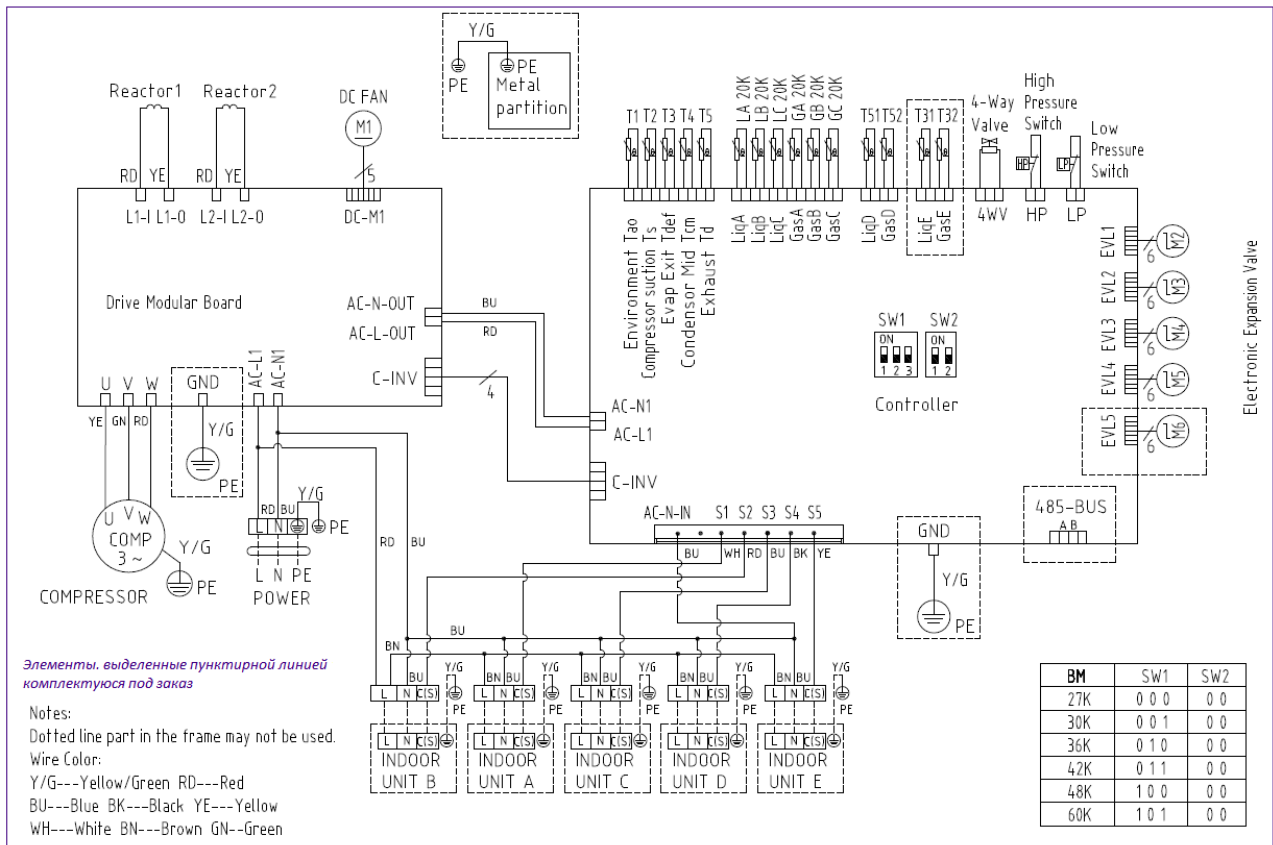 Y/G
PE
PE
Metal
partition
Reactor1
Reactor2
DC FAN
M1
5
RD YE
RD YE
L1-I L1-O
L2-I L2-O
DC-M1
Drive Modular Board
AC-N-OUT
AC-L-OUT
C-INV
BU
RD
4
U V W
GND
AC-L1
AC-N1
YE GN RD
Y/G
PE
U V W
COMP
3 ~
Y/G
PE
COMPRESSOR
RD BU
Y/G
L N
PE
L N PE
POWER
RD
BU
T1 T2 T3 T4 T5
LA 20K
LB 20K
LC 20K
GA 20K
GB 20K
GC 20K
T51 T52
T31 T32
4-Way
Valve
High
Pressure
Switch
HP
Low
Pressure
Switch
LP
Environment Tao
Compressor suction Ts
Evap Exit Tdef
Condensor Mid Tcm
Exhaust Td
LiqA
LiqB
LiqC
GasA
GasB
GasC
LiqD
GasD
LiqE
GasE
4WV
HP
LP
EVL1
6
M2
EVL2
6
M3
EVL3
6
M4
EVL4
6
M5
EVL5
6
M6
Electronic Expansion Valve
SW1
SW2
ON
ON
1 2 3
1 2
Controller
AC-N1
AC-L1
C-INV
AC-N-IN
S1 S2 S3 S4 S5
BU WH RD BU BK YE
GND
Y/G
PE
485-BUS
A B
BU
BN
BU
Y/G
BN BU
Y/G
BN BU
Y/G
BN BU
Y/G
BN BU
Y/G
L N C(S)
PE
L N C(S)
PE
L N C(S)
PE
L N C(S)
PE
L N C(S)
PE
L N C(S)
L N C(S)
L N C(S)
L N C(S)
L N C(S)
INDOOR
UNIT B
INDOOR
UNIT A
INDOOR
UNIT C
INDOOR
UNIT D
INDOOR
UNIT E
Элементы. выделенные пунктирной линией
комплектуюся под заказ
Notes:
Dotted line part in the frame may not be used.
Wire Color:
Y/G---Yellow/Green RD---Red
BU---Blue BK---Black YE---Yellow
WH---White BN---Brown GN--Green
BM SW1 SW2
27K 0 0 0 0 0
30K 0 0 1 0 0
36K 0 1 0 0 0
42K 0 1 1 0 0
48K 1 0 0 0 0
60K 1 0 1 0 0